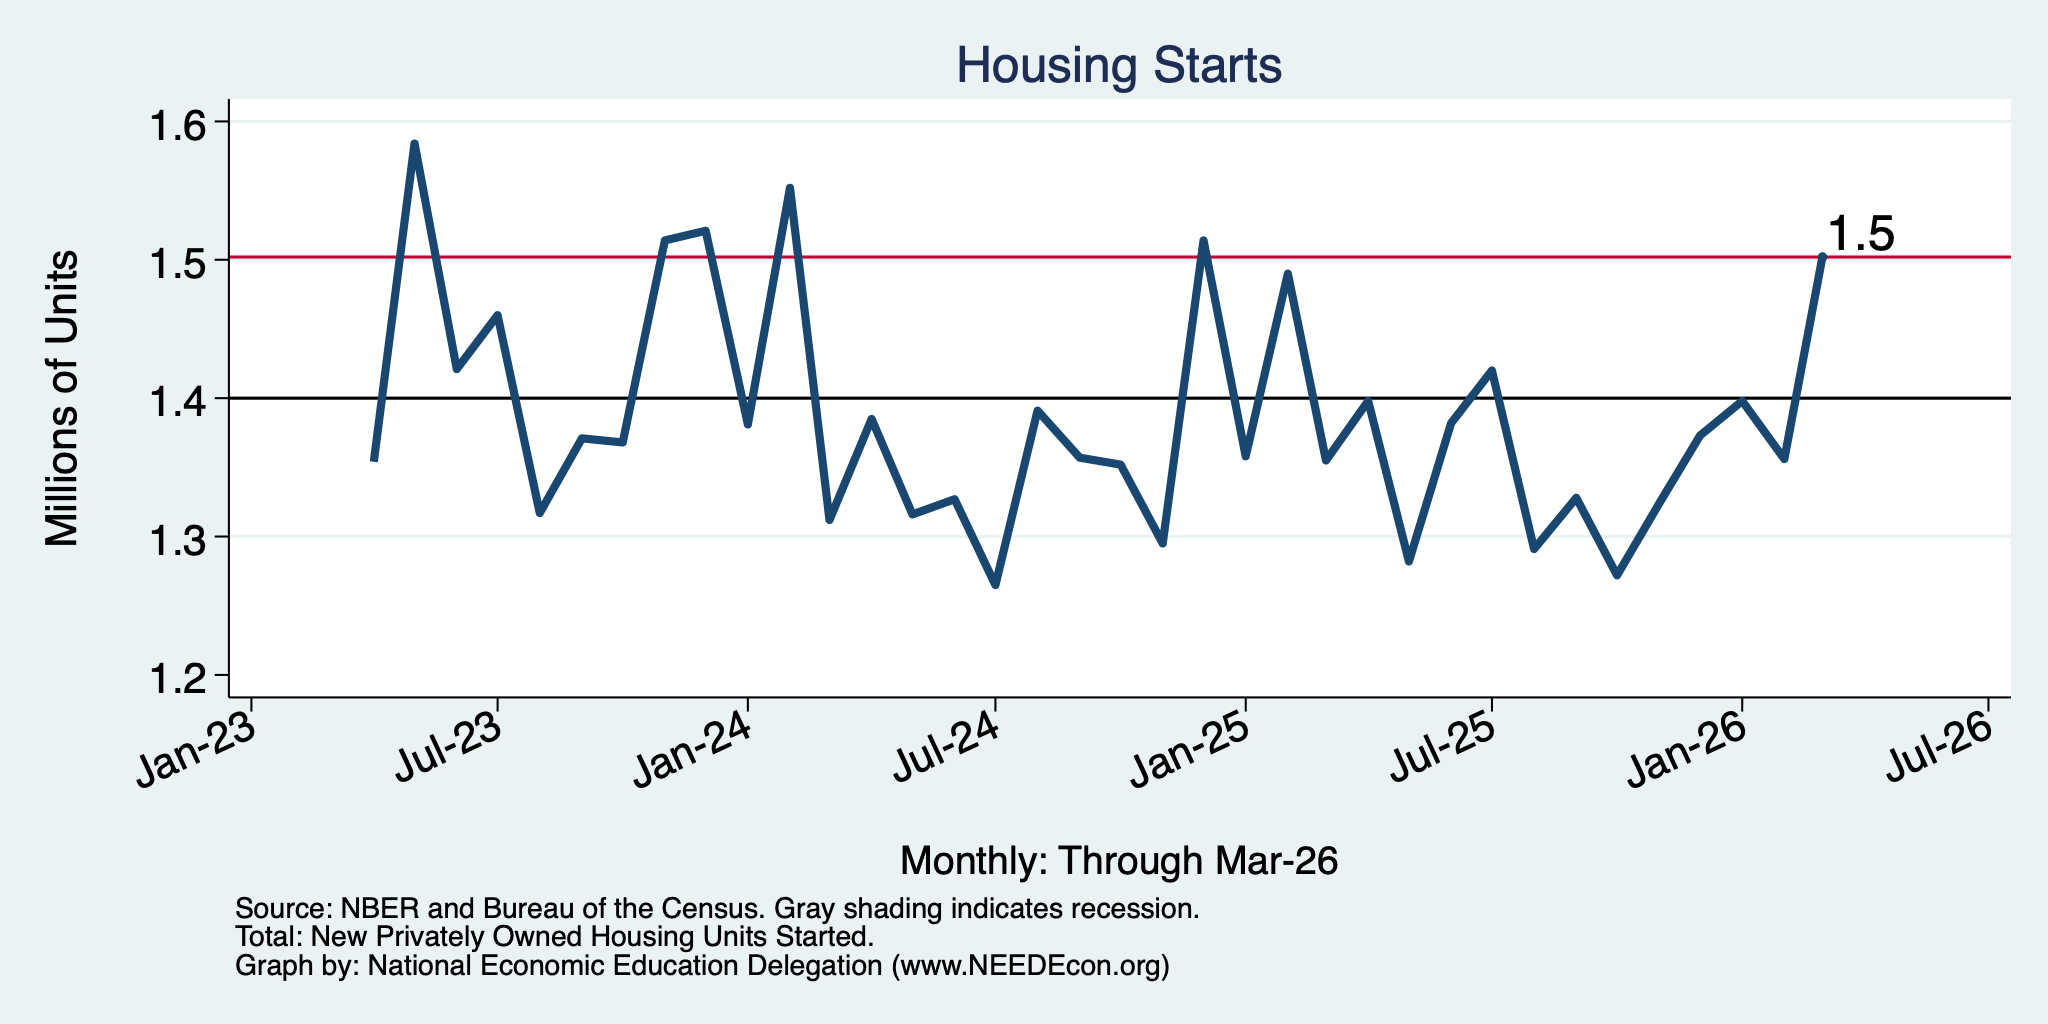 Housing Starts
Millions of Units
1.6
1.5
1.4
1.3
1.2
1.5
Jan-23
Jul-23
Jan-24
Jul-24
Jan-25
Jul-25
Jan-26
Jul-26
Monthly: Through Mar-26
Source: NBER and Bureau of the Census. Gray shading indicates recession.
Total: New Privately Owned Housing Units Started.
Graph by: National Economic Education Delegation (www.NEEDEcon.org)